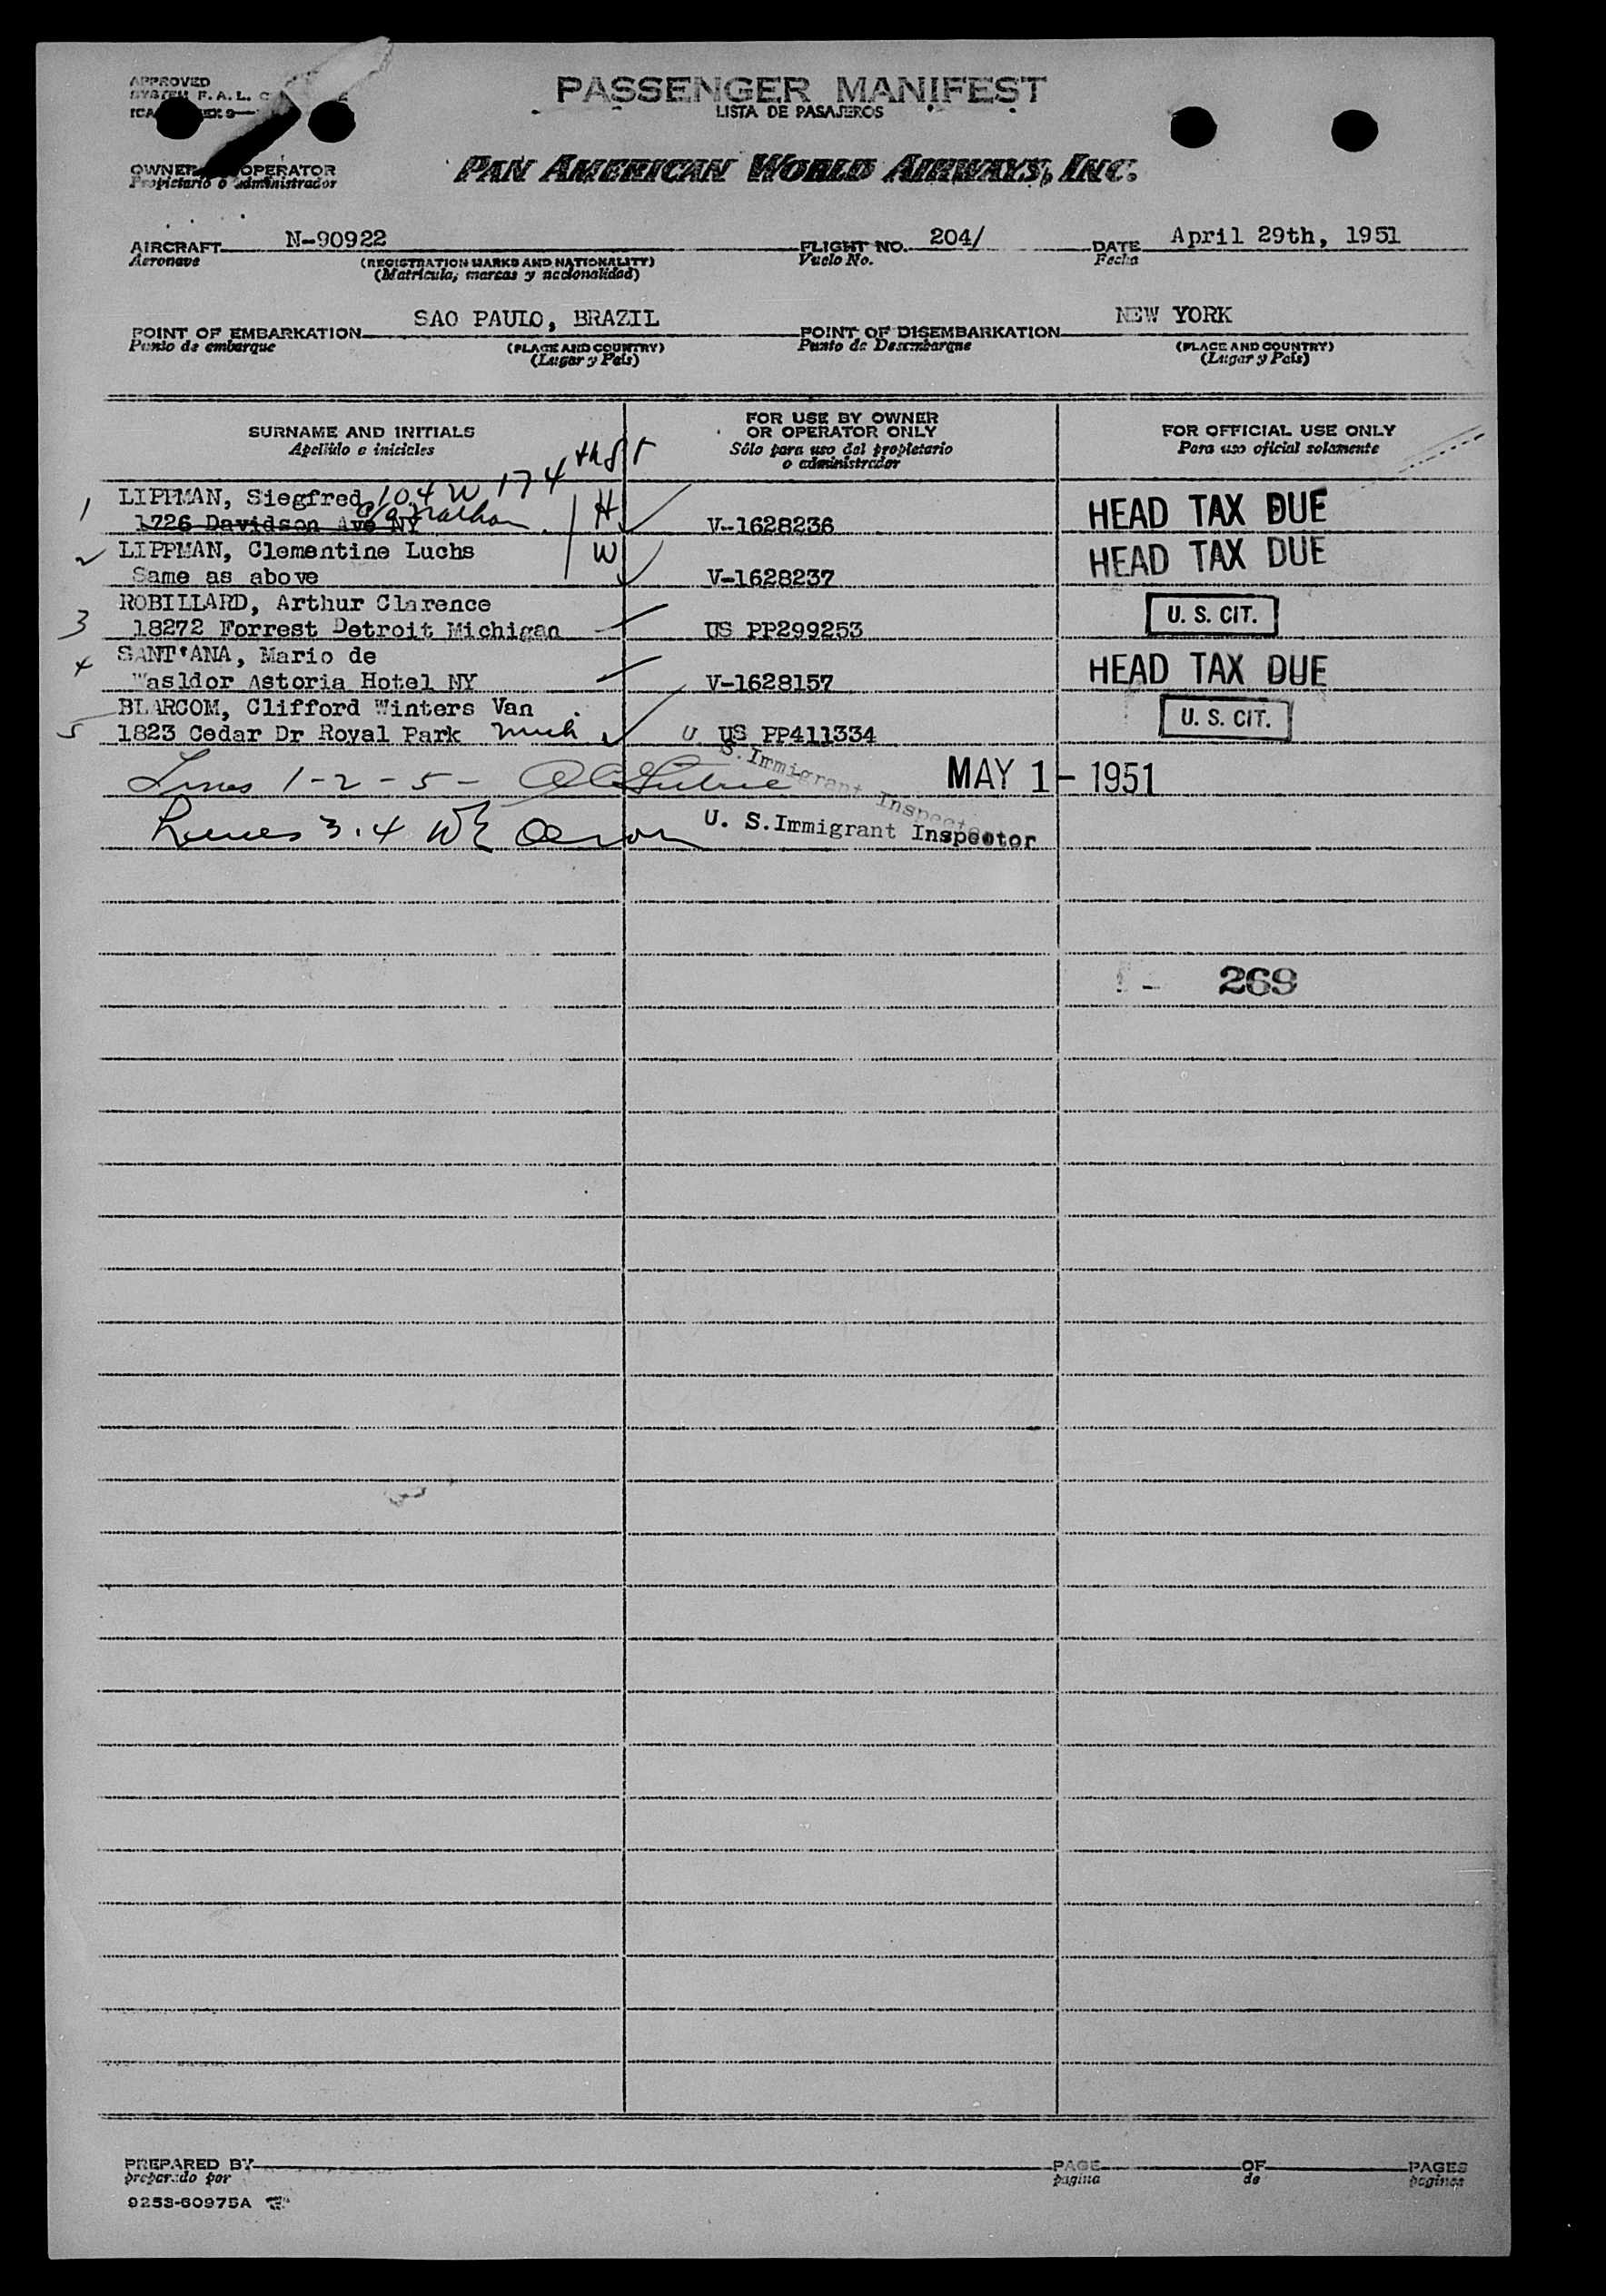 APPROVED
SYSTEM F.A.L.
PASSENGER MANIFEST
LISTA DE PASAJEROS
OWNER OPERATOR
Propietario o administrador
PAN AMERICAN WORLD AIRWAYS, INC.
AIRCRAFT N-90922 FLIGHT NO. 204/ DATE April 29th, 1951
Aeronave (REGISTRATION MARKS AND NATIONALITY) Vuelo No. Fecha
(Matricula, marcas y nacionalidad)
POINT OF EMBARKATION SAO PAULO, BRAZIL POINT OF DISEMBARKATION NEW YORK
Punto de embarque (PLACE AND COUNTRY) Punto de Desembarque (PLACE AND COUNTRY)
(Lugar y País) (Lugar y País)
SURNAME AND INITIALS FOR USE BY OWNER OR OPERATOR ONLY FOR OFFICIAL USE ONLY
Apellido e iniciales Sólo para uso del propietario o administrador Para uso oficial solamente
104 W 174th St
1 LIPPMAN, Siegfred c/o Nathan H HEAD TAX DUE
1726 Davidson Ave NY V-1628236
2 LIPPMAN, Clementine Luchs W HEAD TAX DUE
Same as above V-1628237
3 ROBILLARD, Arthur Clarence U. S. CIT.
18272 Forrest Detroit Michigan US PP299253
4 SANT'ANA, Mario de HEAD TAX DUE
Wasldor Astoria Hotel NY V-1628157
5 BLARCOM, Clifford Winters Van U. S. CIT.
1823 Cedar Dr Royal Park Mich U US PP411334
Lines 1-2-5- S. Immigrant Inspector MAY 1-1951
Lines 3.4 U. S. Immigrant Inspector
269
PREPARED BY PAGE OF PAGES
preparado por pagina de paginas
9253-60975A